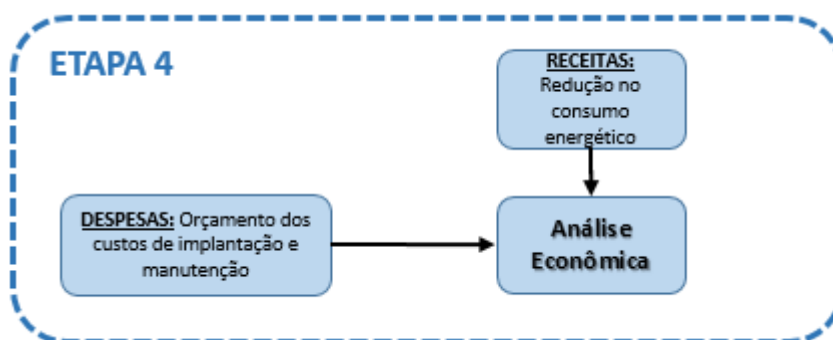 ETAPA 4
RECEITAS:
Redução no
consumo
energético
DESPESAS: Orçamento dos
custos de implantação e
manutenção
Análise
Econômica